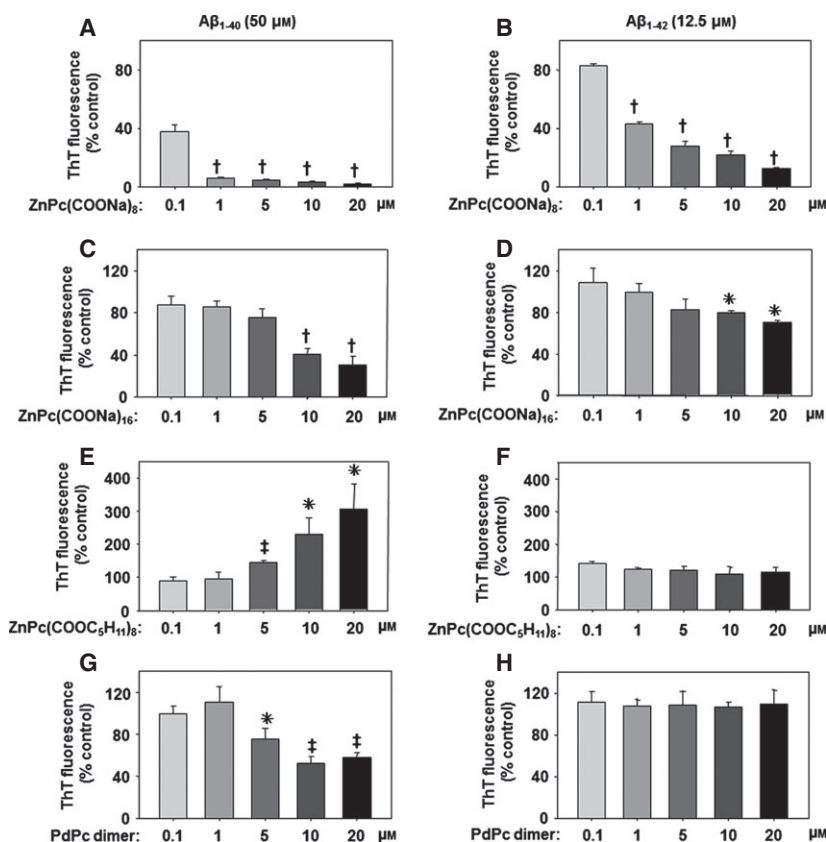 Aβ1-40 (50 μM)
Aβ1-42 (12.5 μM)
A
ThT fluorescence
(% control)
80
40
0
† † † †
ZnPc(COONa)8: 0.1 1 5 10 20 μM
B
ThT fluorescence
(% control)
80
40
0
† † † †
ZnPc(COONa)8: 0.1 1 5 10 20 μM
C
ThT fluorescence
(% control)
120
80
40
0
† †
ZnPc(COONa)16: 0.1 1 5 10 20 μM
D
ThT fluorescence
(% control)
120
80
40
0
* *
ZnPc(COONa)16: 0.1 1 5 10 20 μM
E
ThT fluorescence
(% control)
400
300
200
100
0
‡ * *
ZnPc(COOC5H11)8: 0.1 1 5 10 20 μM
F
ThT fluorescence
(% control)
400
300
200
100
0
ZnPc(COOC5H11)8: 0.1 1 5 10 20 μM
G
ThT fluorescence
(% control)
120
80
40
0
* ‡ ‡
PdPc dimer: 0.1 1 5 10 20 μM
H
ThT fluorescence
(% control)
120
80
40
0
PdPc dimer: 0.1 1 5 10 20 μM